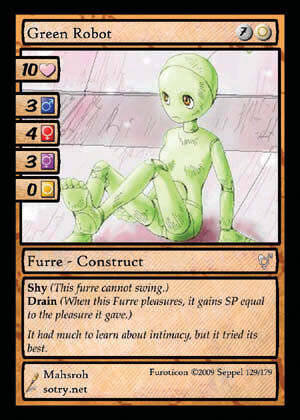 Green Robot 7
10
3
4
3
0
Furre - Construct
Shy (This furre cannot swing.)
Drain (When this Furre pleasures, it gains SP equal
to the pleasure it gave.)
It had much to learn about intimacy, but it tried its
best.
Mahsroh
sotry.net
Furoticon ©2009 Seppel 129/179